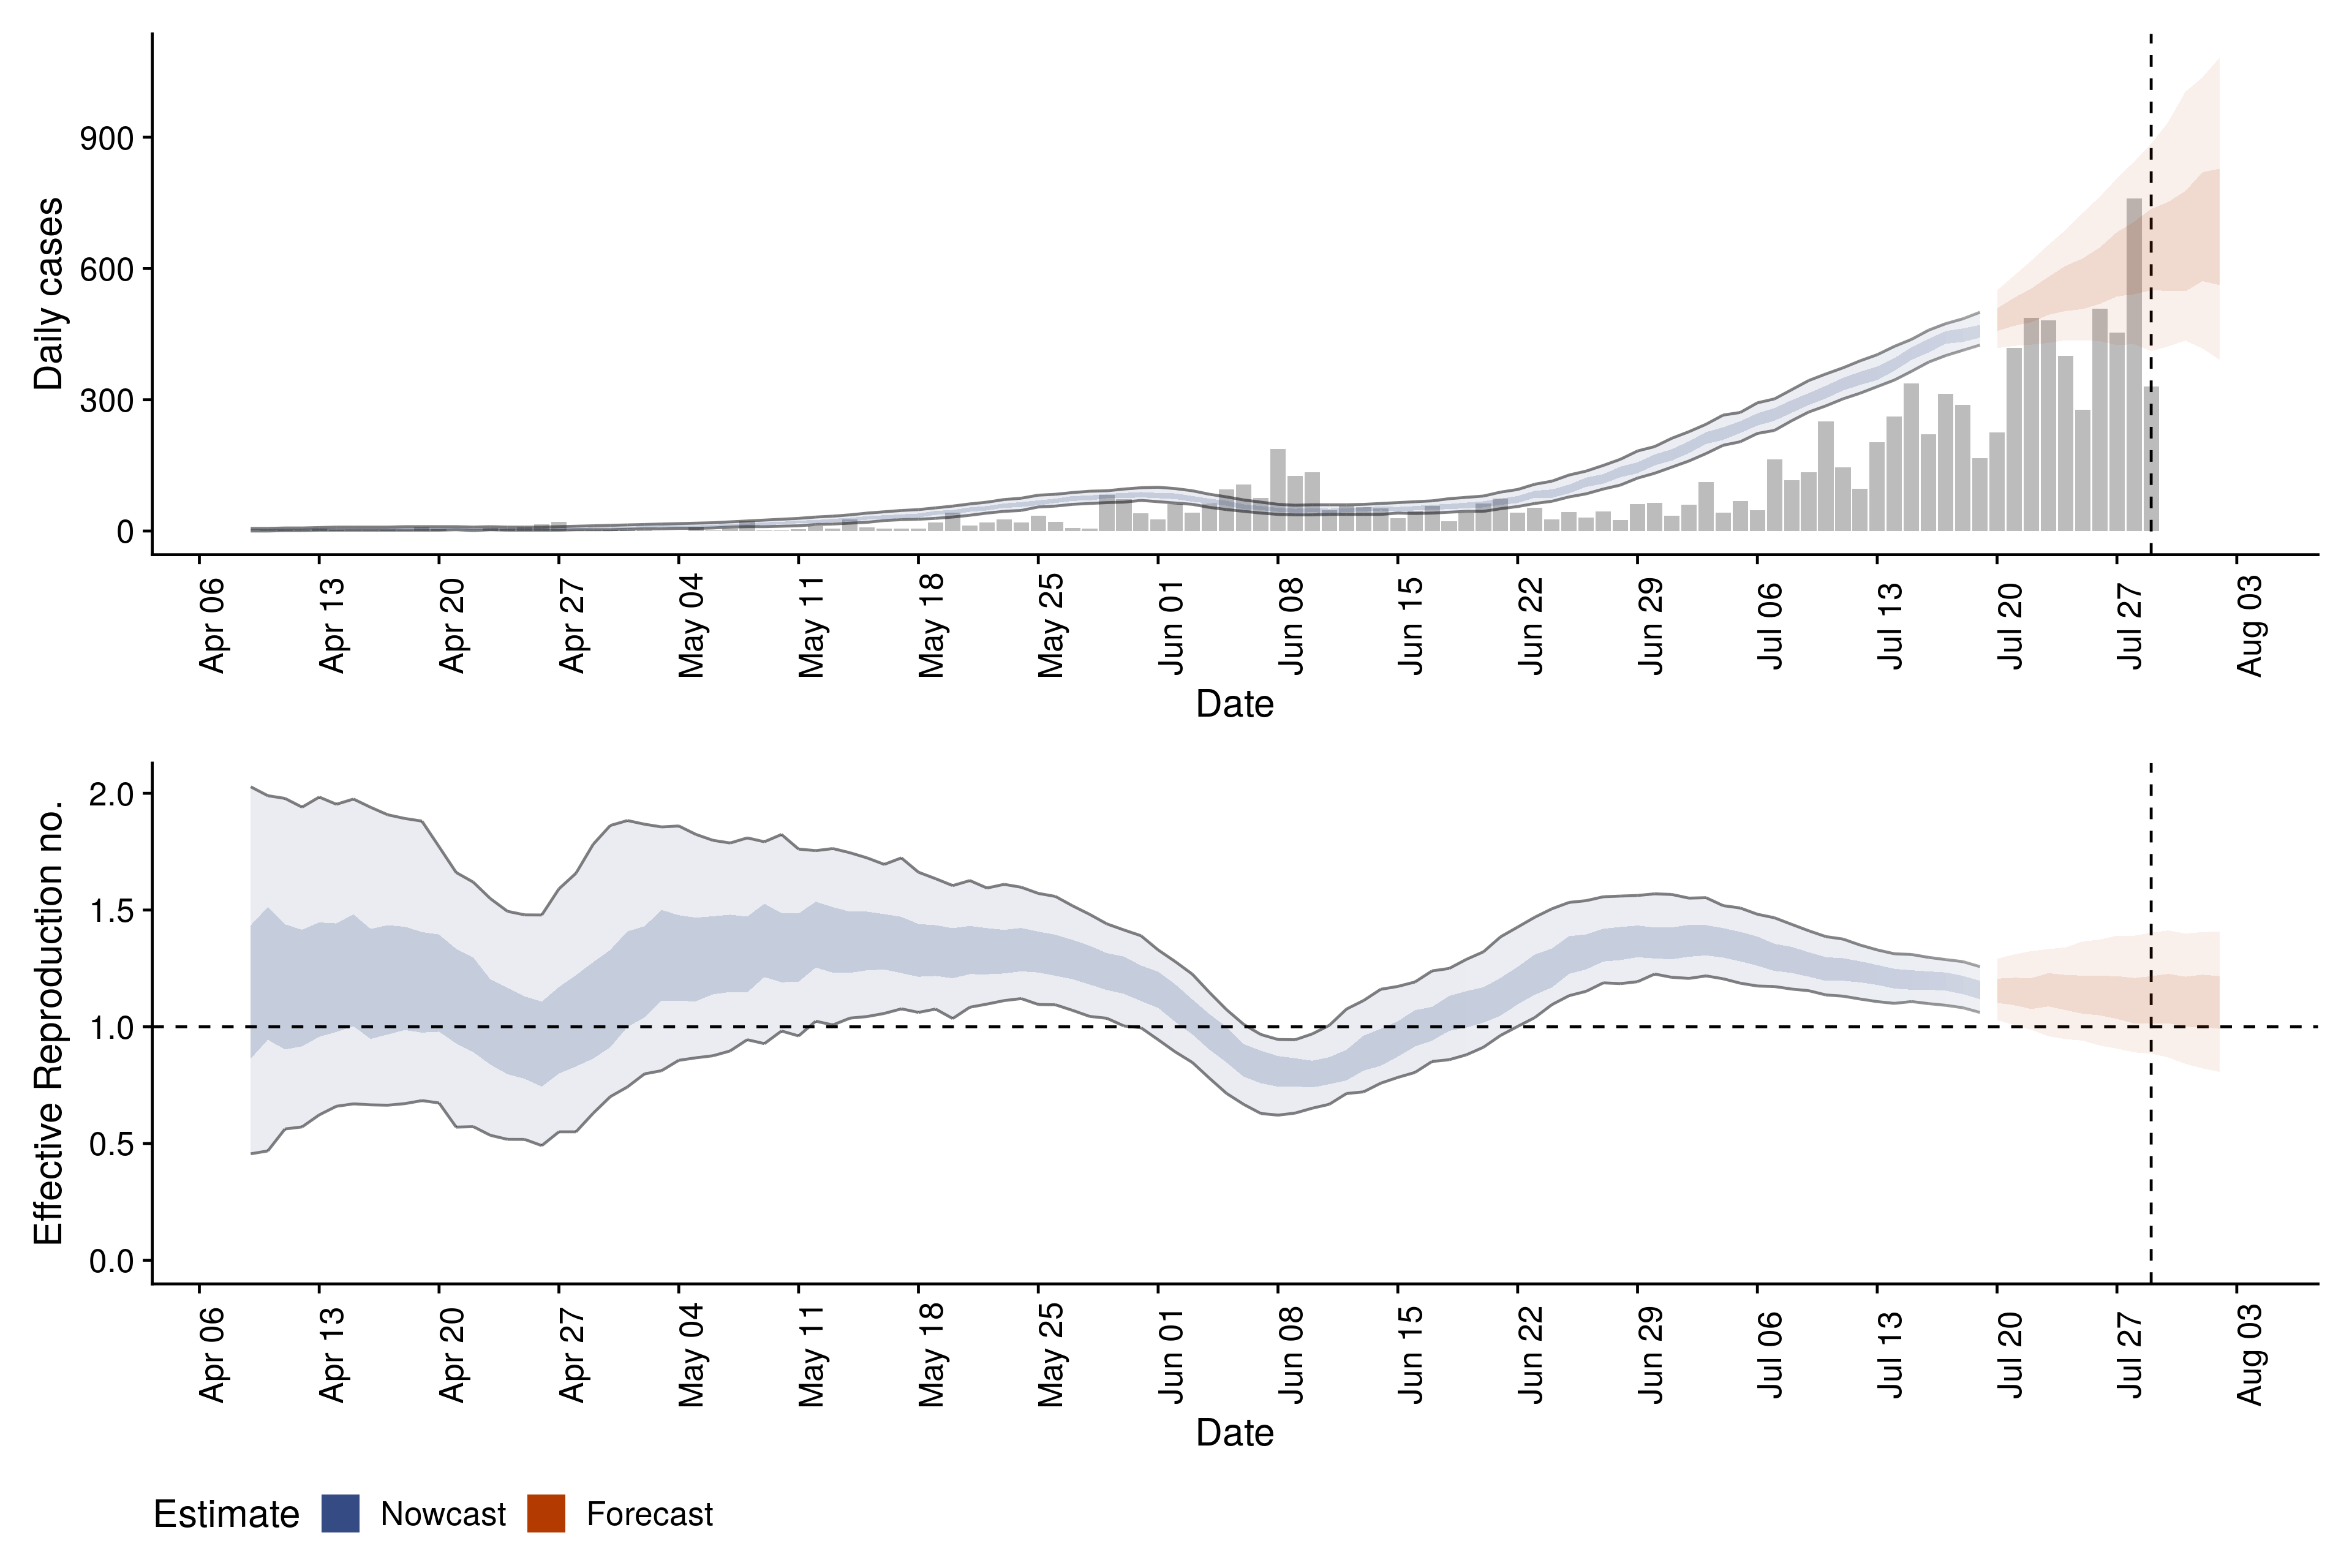 Daily cases
900
600
300
0
Apr 06
Apr 13
Apr 20
Apr 27
May 04
May 11
May 18
May 25
Jun 01
Jun 08
Jun 15
Jun 22
Jun 29
Jul 06
Jul 13
Jul 20
Jul 27
Aug 03
Date
Effective Reproduction no.
2.0
1.5
1.0
0.5
0.0
Apr 06
Apr 13
Apr 20
Apr 27
May 04
May 11
May 18
May 25
Jun 01
Jun 08
Jun 15
Jun 22
Jun 29
Jul 06
Jul 13
Jul 20
Jul 27
Aug 03
Date
Estimate Nowcast Forecast